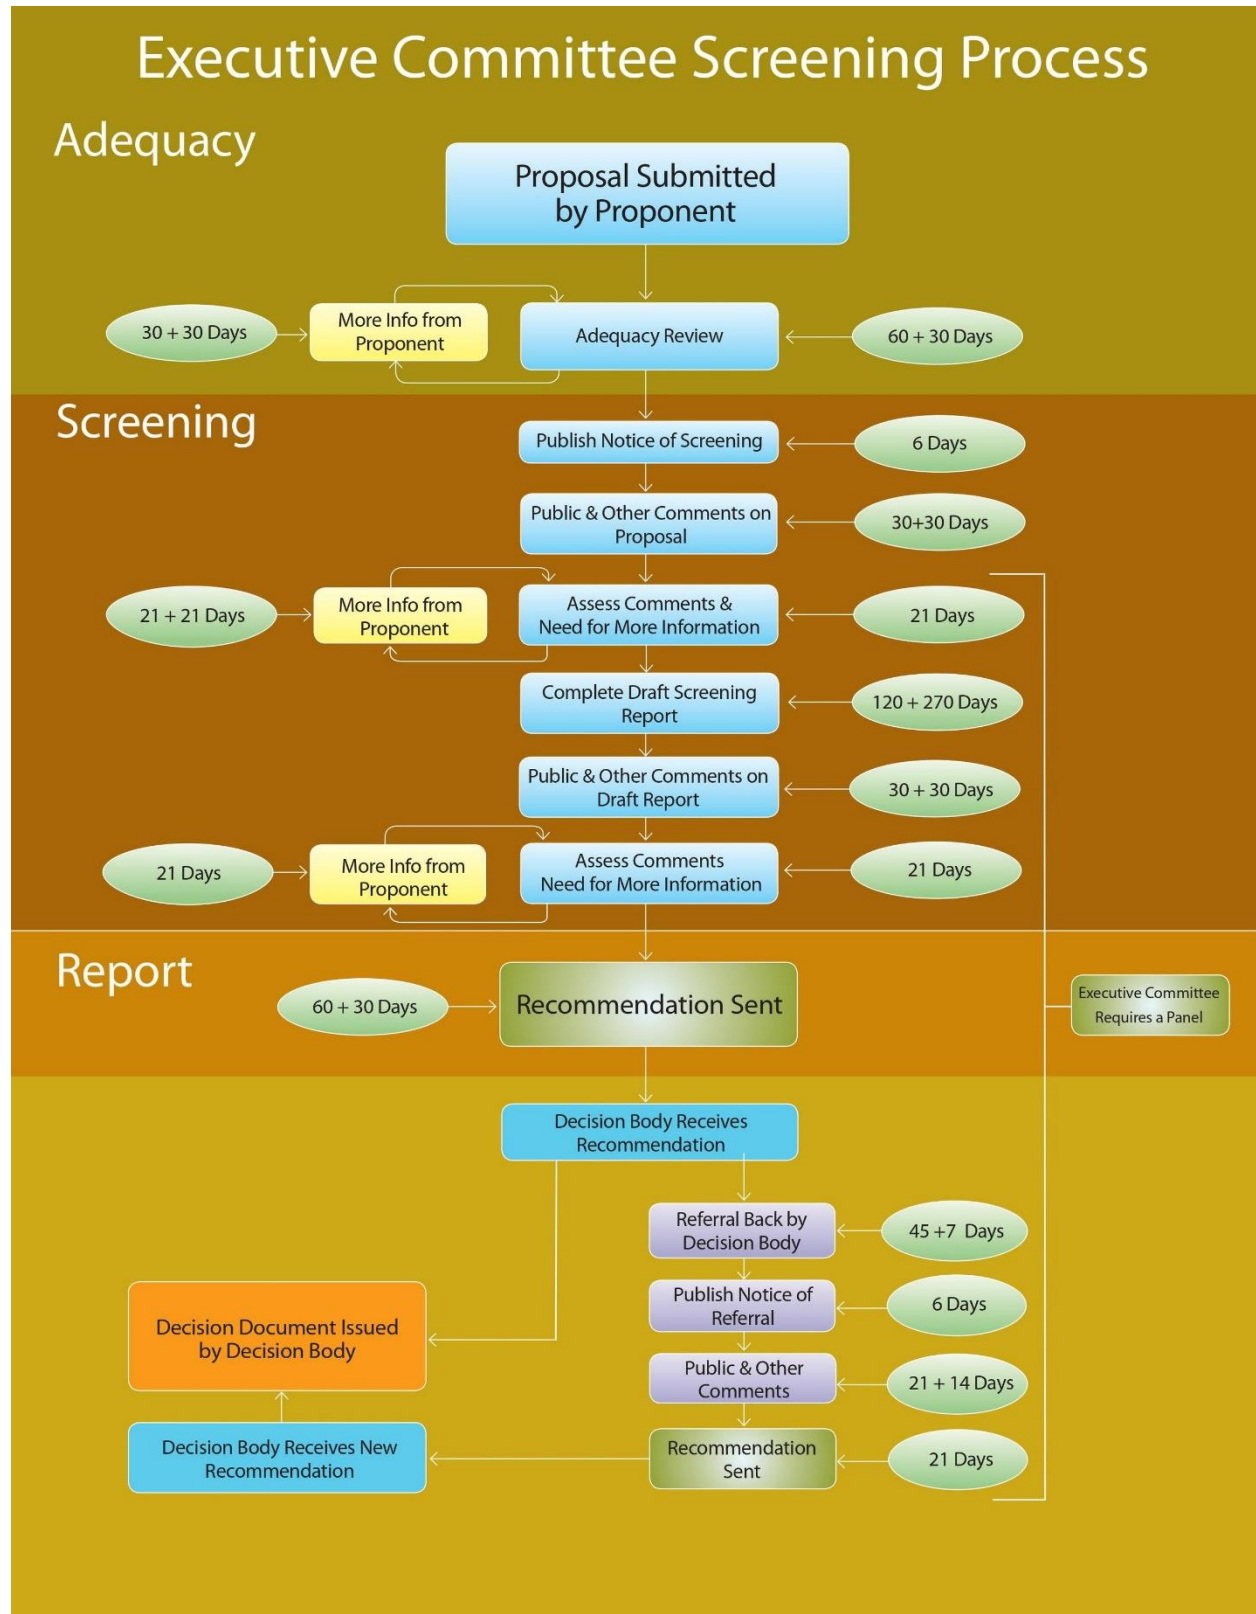 Executive Committee Screening Process
Adequacy
Proposal Submitted
by Proponent
30 + 30 Days
More Info from
Proponent
Adequacy Review
60 + 30 Days
Screening
Publish Notice of Screening
6 Days
Public & Other Comments on
Proposal
30+30 Days
21 + 21 Days
More Info from
Proponent
Assess Comments &
Need for More Information
21 Days
Complete Draft Screening
Report
120 + 270 Days
Public & Other Comments on
Draft Report
30 + 30 Days
21 Days
More Info from
Proponent
Assess Comments
Need for More Information
21 Days
Report
60 + 30 Days
Recommendation Sent
Executive Committee
Requires a Panel
Decision Body Receives
Recommendation
Referral Back by
Decision Body
45 +7 Days
Publish Notice of
Referral
6 Days
Decision Document Issued
by Decision Body
Public & Other
Comments
21 + 14 Days
Decision Body Receives New
Recommendation
Recommendation
Sent
21 Days